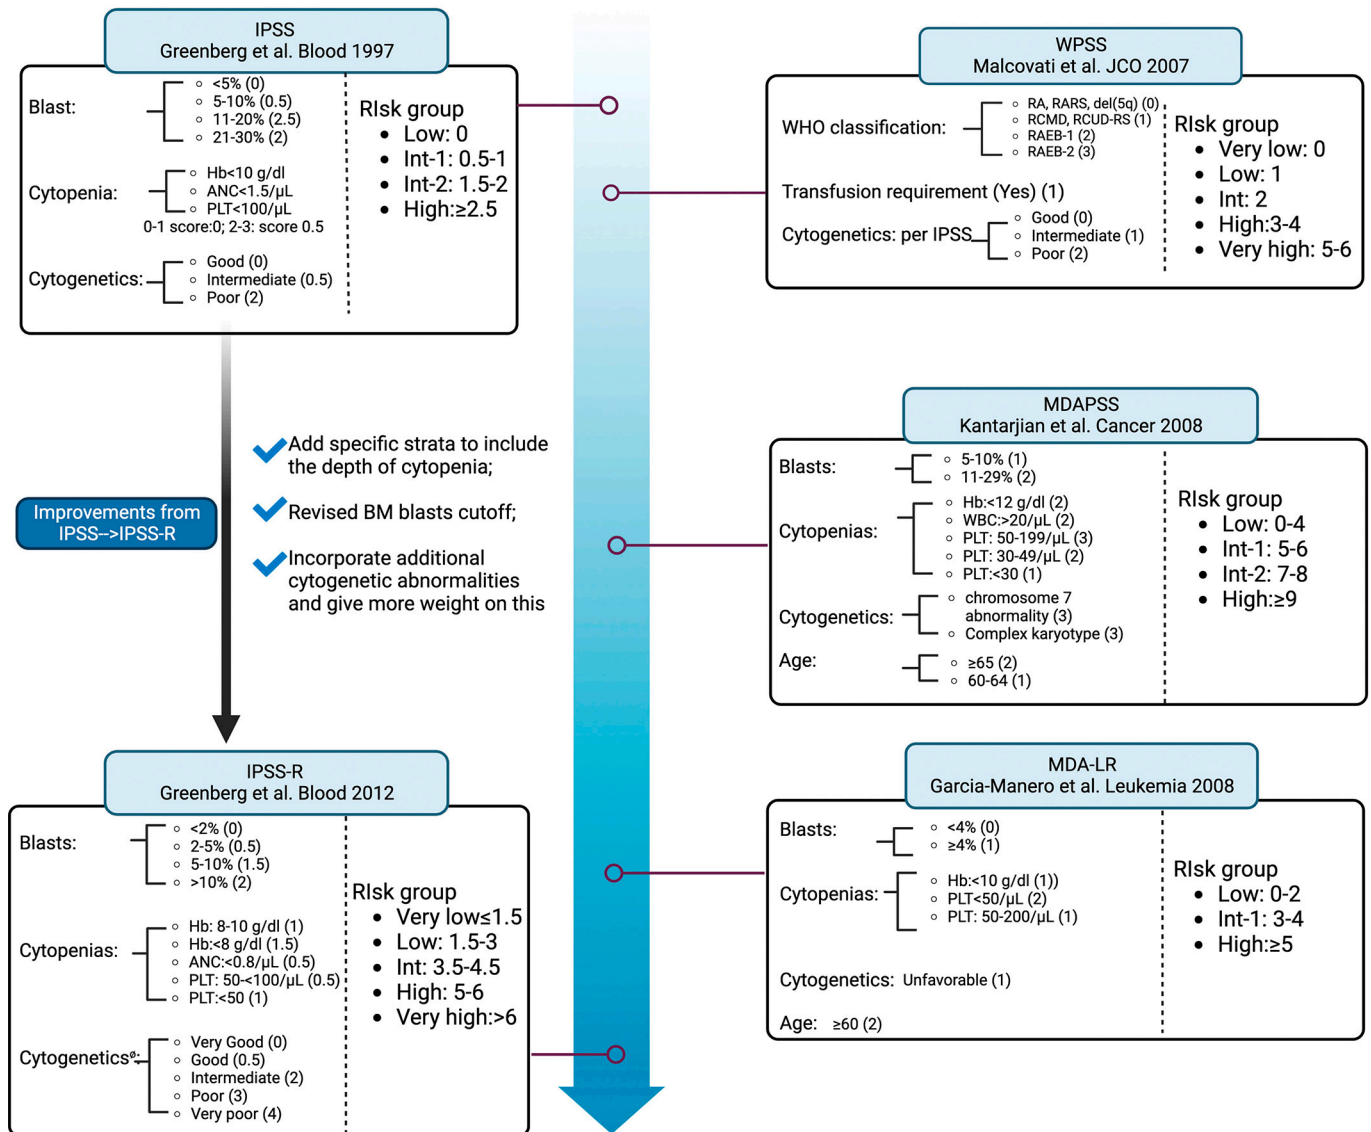 IPSS
Greenberg et al. Blood 1997
Blast:
<5% (0)
5-10% (0.5)
11-20% (2.5)
21-30% (2)
Cytopenia:
Hb<10 g/dl
ANC<1.5/µL
PLT<100/µL
0-1 score:0; 2-3: score 0.5
Cytogenetics:
Good (0)
Intermediate (0.5)
Poor (2)
RIsk group
Low: 0
Int-1: 0.5-1
Int-2: 1.5-2
High:≥2.5
WPSS
Malcovati et al. JCO 2007
WHO classification:
RA, RARS, del(5q) (0)
RCMD, RCUD-RS (1)
RAEB-1 (2)
RAEB-2 (3)
Transfusion requirement (Yes) (1)
Cytogenetics: per IPSS
Good (0)
Intermediate (1)
Poor (2)
RIsk group
Very low: 0
Low: 1
Int: 2
High:3-4
Very high: 5-6
Improvements from
IPSS-->IPSS-R
Add specific strata to include
the depth of cytopenia;
Revised BM blasts cutoff;
Incorporate additional
cytogenetic abnormalities
and give more weight on this
MDAPSS
Kantarjian et al. Cancer 2008
Blasts:
5-10% (1)
11-29% (2)
Cytopenias:
Hb:<12 g/dl (2)
WBC:>20/µL (2)
PLT: 50-199/µL (3)
PLT: 30-49/µL (2)
PLT:<30 (1)
Cytogenetics:
chromosome 7
abnormality (3)
Complex karyotype (3)
Age:
≥65 (2)
60-64 (1)
RIsk group
Low: 0-4
Int-1: 5-6
Int-2: 7-8
High:≥9
IPSS-R
Greenberg et al. Blood 2012
Blasts:
<2% (0)
2-5% (0.5)
5-10% (1.5)
>10% (2)
Cytopenias:
Hb: 8-10 g/dl (1)
Hb:<8 g/dl (1.5)
ANC:<0.8/µL (0.5)
PLT: 50-<100/µL (0.5)
PLT:<50 (1)
Cytogeneticsø:
Very Good (0)
Good (0.5)
Intermediate (2)
Poor (3)
Very poor (4)
RIsk group
Very low≤1.5
Low: 1.5-3
Int: 3.5-4.5
High: 5-6
Very high:>6
MDA-LR
Garcia-Manero et al. Leukemia 2008
Blasts:
<4% (0)
≥4% (1)
Cytopenias:
Hb:<10 g/dl (1))
PLT<50/µL (2)
PLT: 50-200/µL (1)
Cytogenetics: Unfavorable (1)
Age: ≥60 (2)
RIsk group
Low: 0-2
Int-1: 3-4
High:≥5